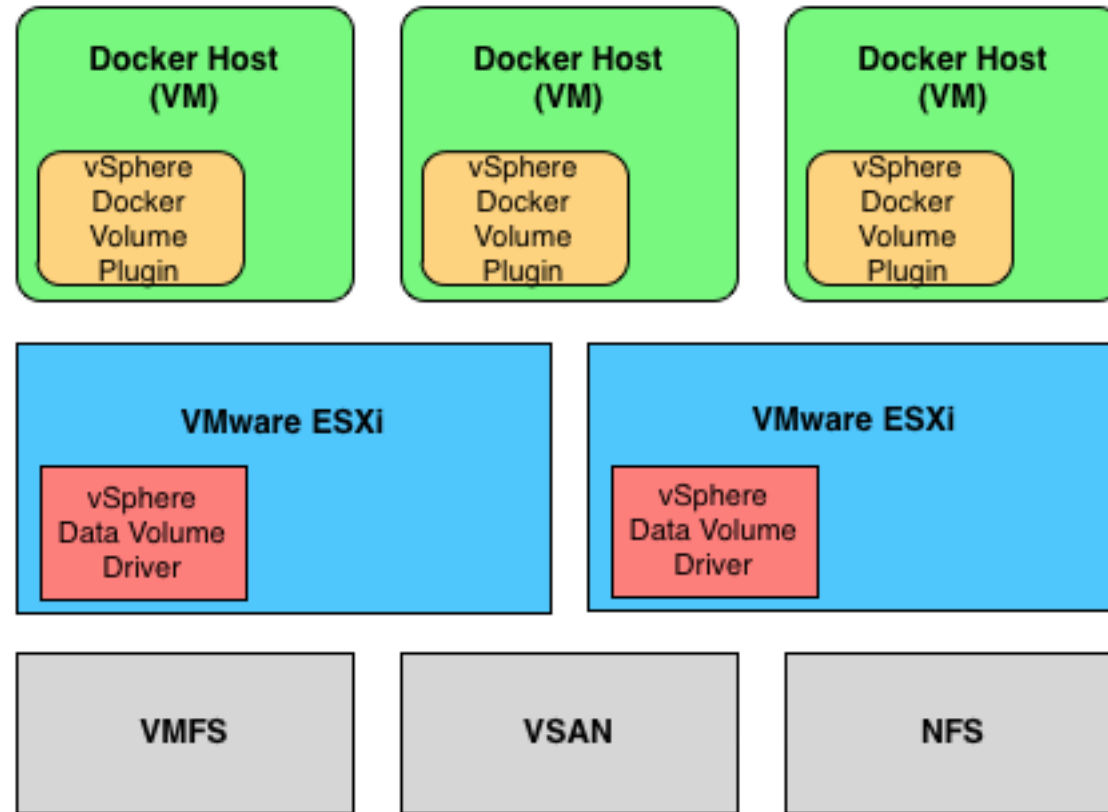 Docker Host
(VM)
vSphere
Docker
Volume
Plugin
Docker Host
(VM)
vSphere
Docker
Volume
Plugin
Docker Host
(VM)
vSphere
Docker
Volume
Plugin
VMware ESXi
vSphere
Data Volume
Driver
VMware ESXi
vSphere
Data Volume
Driver
VMFS
VSAN
NFS